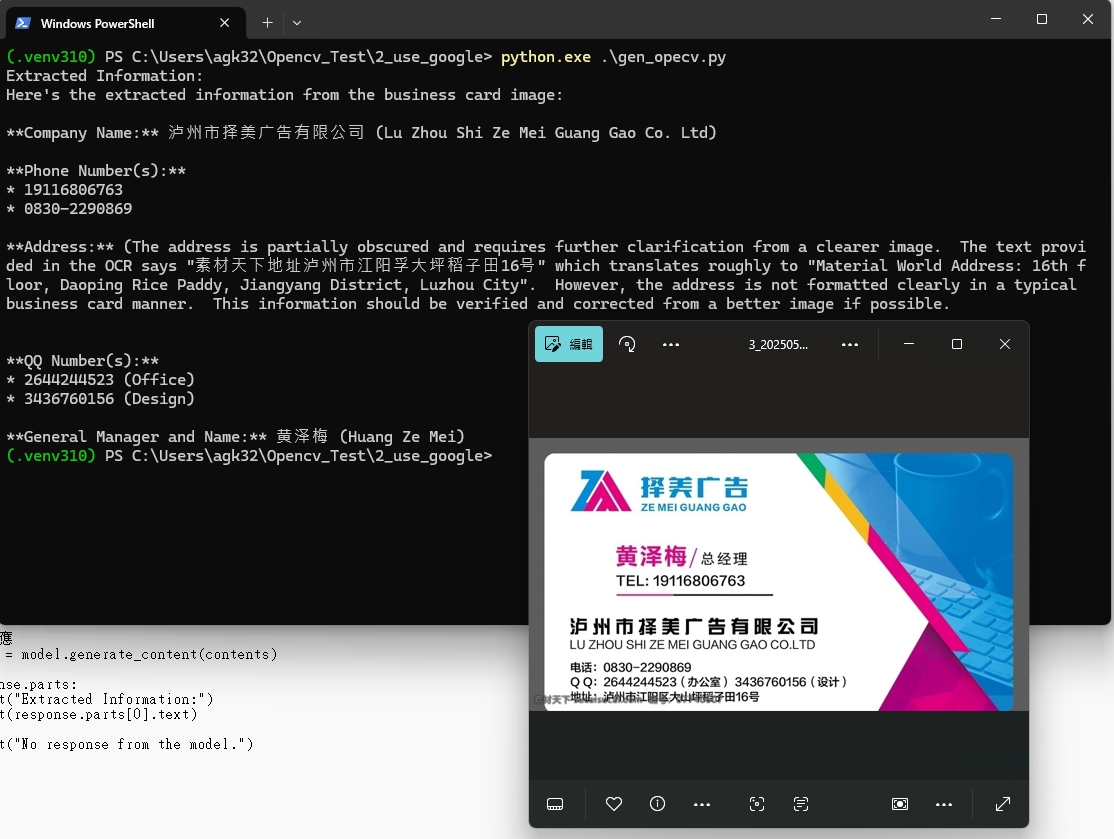 Windows PowerShell
(.venv310) PS C:\Users\agk32\Opencv_Test\2_use_google> python.exe .\gen_opecv.py
Extracted Information:
Here's the extracted information from the business card image:
**Company Name:** 泸州市择美广告有限公司 (Lu Zhou Shi Ze Mei Guang Gao Co. Ltd)
**Phone Number(s):**
* 19116806763
* 0830-2290869
**Address:** (The address is partially obscured and requires further clarification from a clearer image.  The text provi
ded in the OCR says "素材天下地址泸州市江阳孚大坪稻子田16号" which translates roughly to "Material World Address: 16th f
loor, Daoping Rice Paddy, Jiangyang District, Luzhou City".  However, the address is not formatted clearly in a typical
business card manner.  This information should be verified and corrected from a better image if possible.
**QQ Number(s):**
* 2644244523 (Office)
* 3436760156 (Design)
**General Manager and Name:** 黄泽梅 (Huang Ze Mei)
(.venv310) PS C:\Users\agk32\Opencv_Test\2_use_google>
編輯
3_202505...
择美广告
ZE MEI GUANG GAO
黄泽梅/总经理
TEL: 19116806763
泸州市择美广告有限公司
LU ZHOU SHI ZE MEI GUANG GAO CO.LTD
电话：0830-2290869
Q Q：2644244523（办公室）3436760156（设计）
地址：泸州市江阳区大山坪稻子田16号
應
= model.generate_content(contents)
nse.parts:
t("Extracted Information:")
t(response.parts[0].text)
t("No response from the model.")